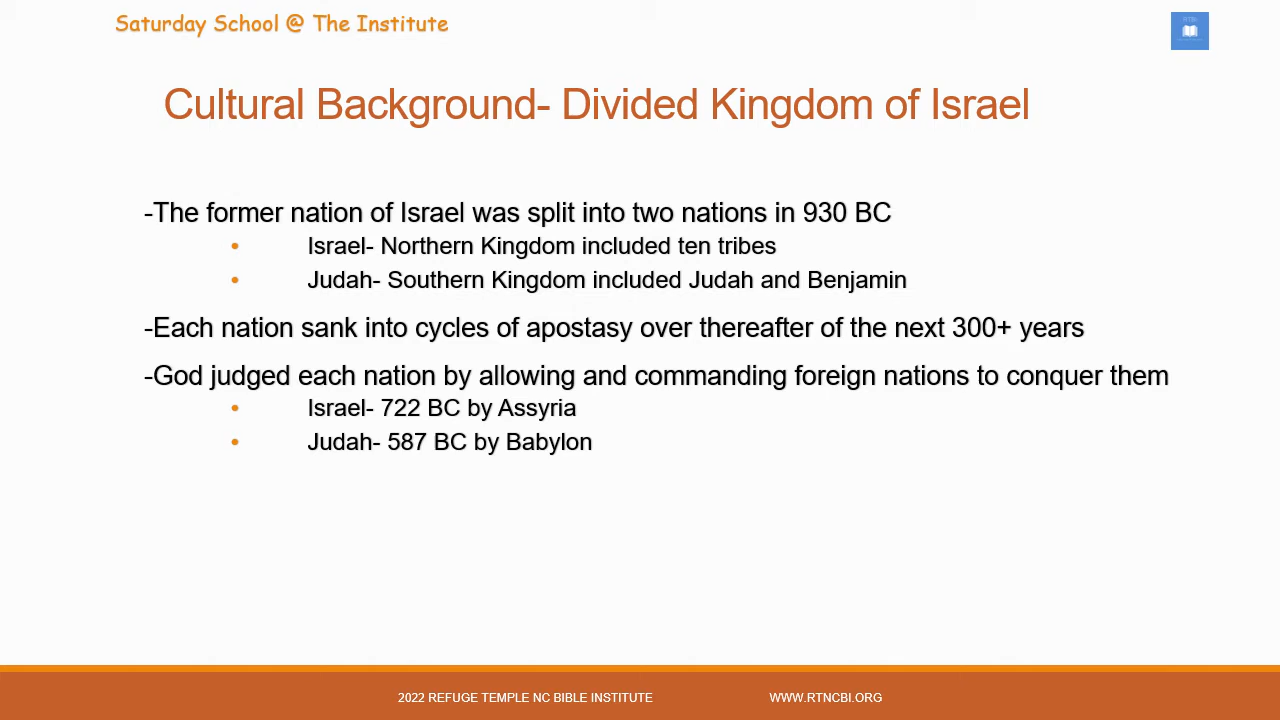 Saturday School @ The Institute
Cultural Background- Divided Kingdom of Israel
-The former nation of Israel was split into two nations in 930 BC
• Israel- Northern Kingdom included ten tribes
• Judah- Southern Kingdom included Judah and Benjamin
-Each nation sank into cycles of apostasy over thereafter of the next 300+ years
-God judged each nation by allowing and commanding foreign nations to conquer them
• Israel- 722 BC by Assyria
• Judah- 587 BC by Babylon
2022 REFUGE TEMPLE NC BIBLE INSTITUTE WWW.RTNCBI.ORG